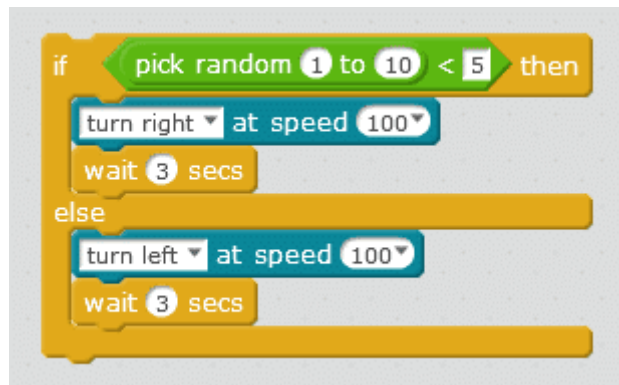 if pick random 1 to 10 < 5 then
turn right at speed 100
wait 3 secs
else
turn left at speed 100
wait 3 secs